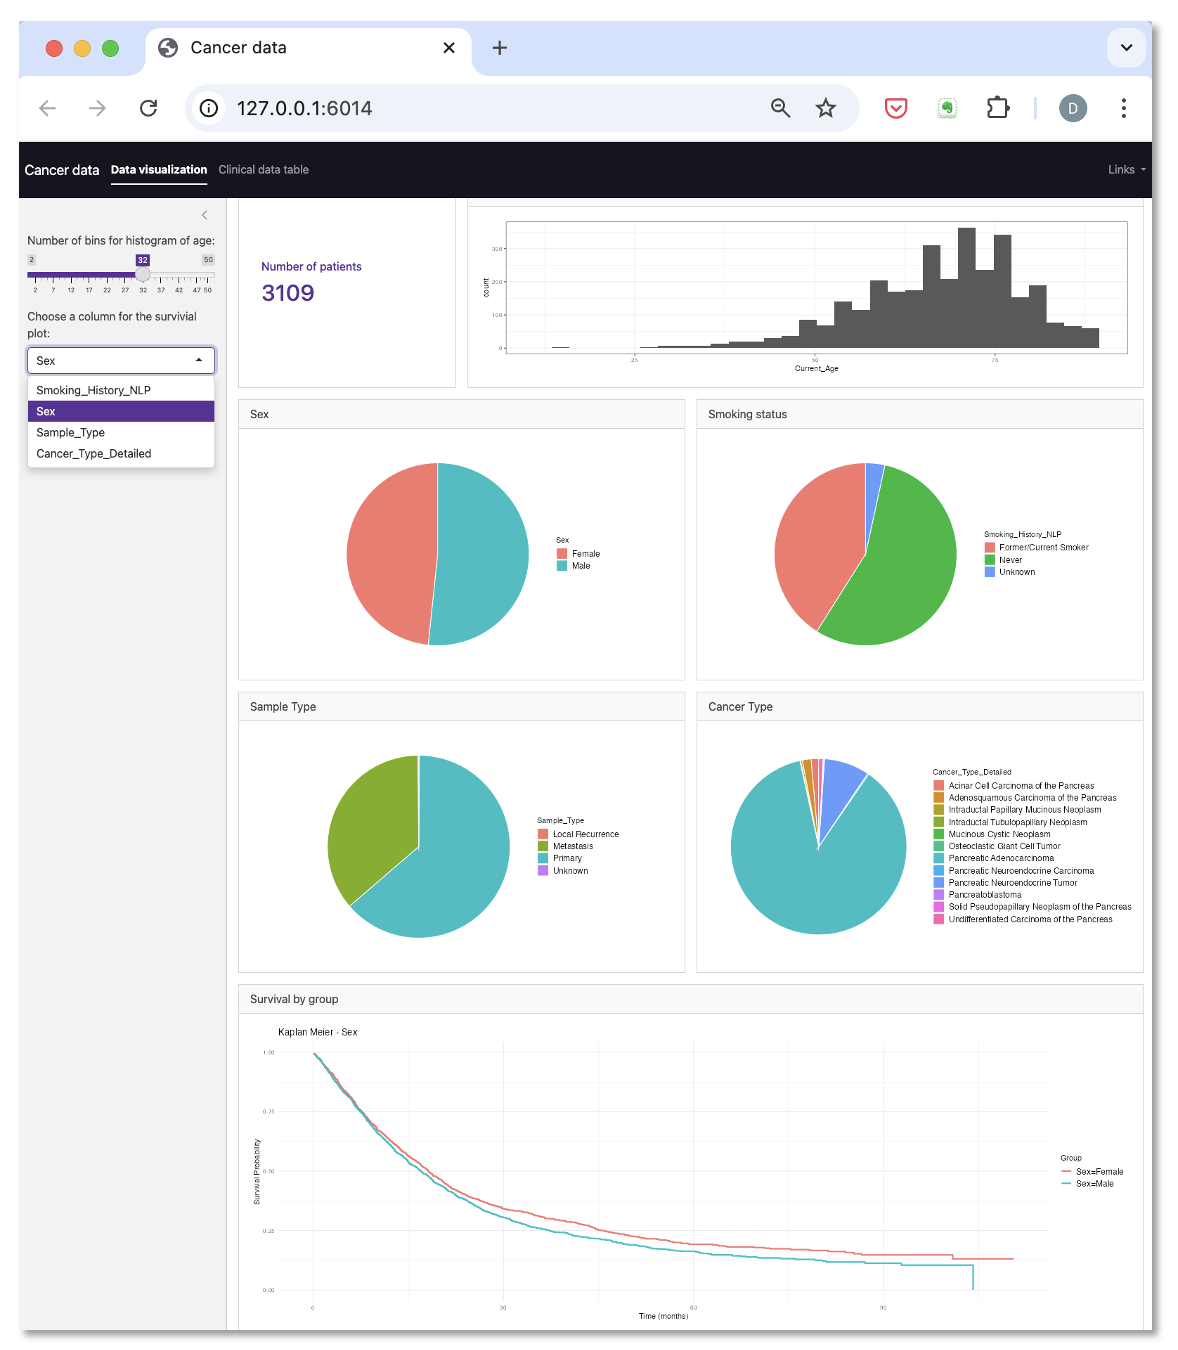 Cancer data
127.0.0.1:6014
D
Cancer data Data visualization Clinical data table Links
Number of bins for histogram of age:
2 32 50
2 7 12 17 22 27 32 37 42 47 50
Choose a column for the survivial
plot:
Sex
Smoking_History_NLP
Sex
Sample_Type
Cancer_Type_Detailed
Number of patients
3109
count
300
200
100
0
25 50 75
Current_Age
Sex
Sex
Female
Male
Smoking status
Smoking_History_NLP
Former/Current Smoker
Never
Unknown
Sample Type
Sample_Type
Local Recurrence
Metastasis
Primary
Unknown
Cancer Type
Cancer_Type_Detailed
Acinar Cell Carcinoma of the Pancreas
Adenosquamous Carcinoma of the Pancreas
Intraductal Papillary Mucinous Neoplasm
Intraductal Tubulopapillary Neoplasm
Mucinous Cystic Neoplasm
Osteoclastic Giant Cell Tumor
Pancreatic Adenocarcinoma
Pancreatic Neuroendocrine Carcinoma
Pancreatic Neuroendocrine Tumor
Pancreatoblastoma
Solid Pseudopapillary Neoplasm of the Pancreas
Undifferentiated Carcinoma of the Pancreas
Survival by group
Kaplan Meier - Sex
Survival Probability
1.00
0.75
0.50
0.25
0.00
0 30 60 90
Time (months)
Group
Sex=Female
Sex=Male